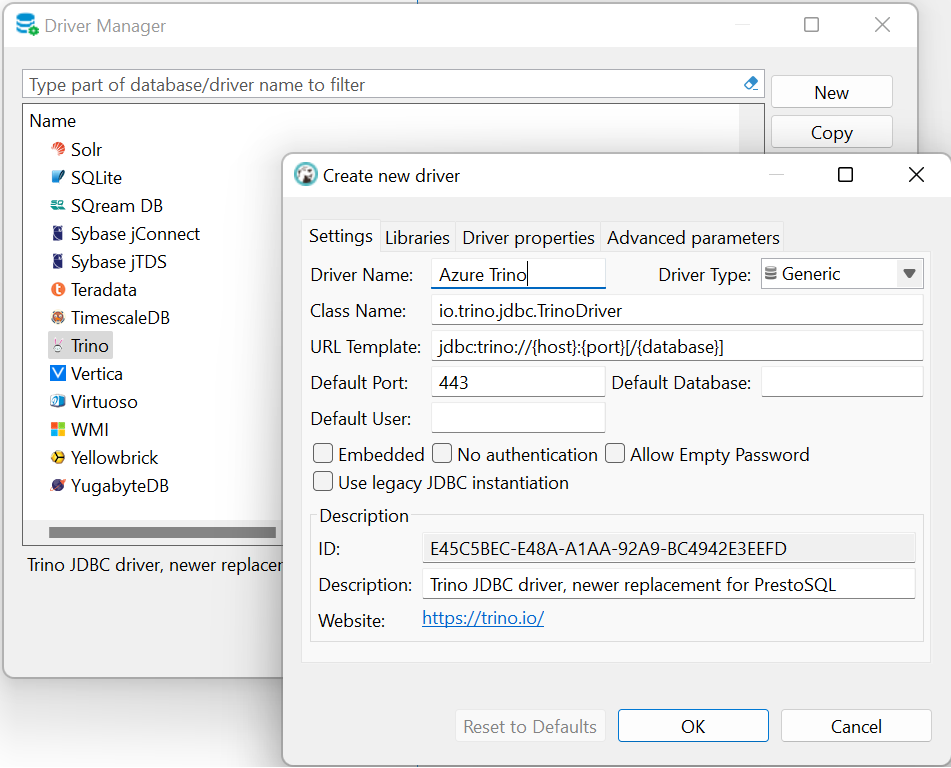 Driver Manager
Type part of database/driver name to filter
New
Name
Copy
Solr
SQLite
SQream DB
Sybase jConnect
Sybase jTDS
Teradata
TimescaleDB
Trino
Vertica
Virtuoso
WMI
Yellowbrick
YugabyteDB
Trino JDBC driver, newer replacer
Create new driver
Settings Libraries Driver properties Advanced parameters
Driver Name: Azure Trino Driver Type: Generic
Class Name: io.trino.jdbc.TrinoDriver
URL Template: jdbc:trino://{host}:{port}[/{database}]
Default Port: 443 Default Database:
Default User:
Embedded No authentication Allow Empty Password
Use legacy JDBC instantiation
Description
ID: E45C5BEC-E48A-A1AA-92A9-BC4942E3EEFD
Description: Trino JDBC driver, newer replacement for PrestoSQL
Website: https://trino.io/
Reset to Defaults OK Cancel